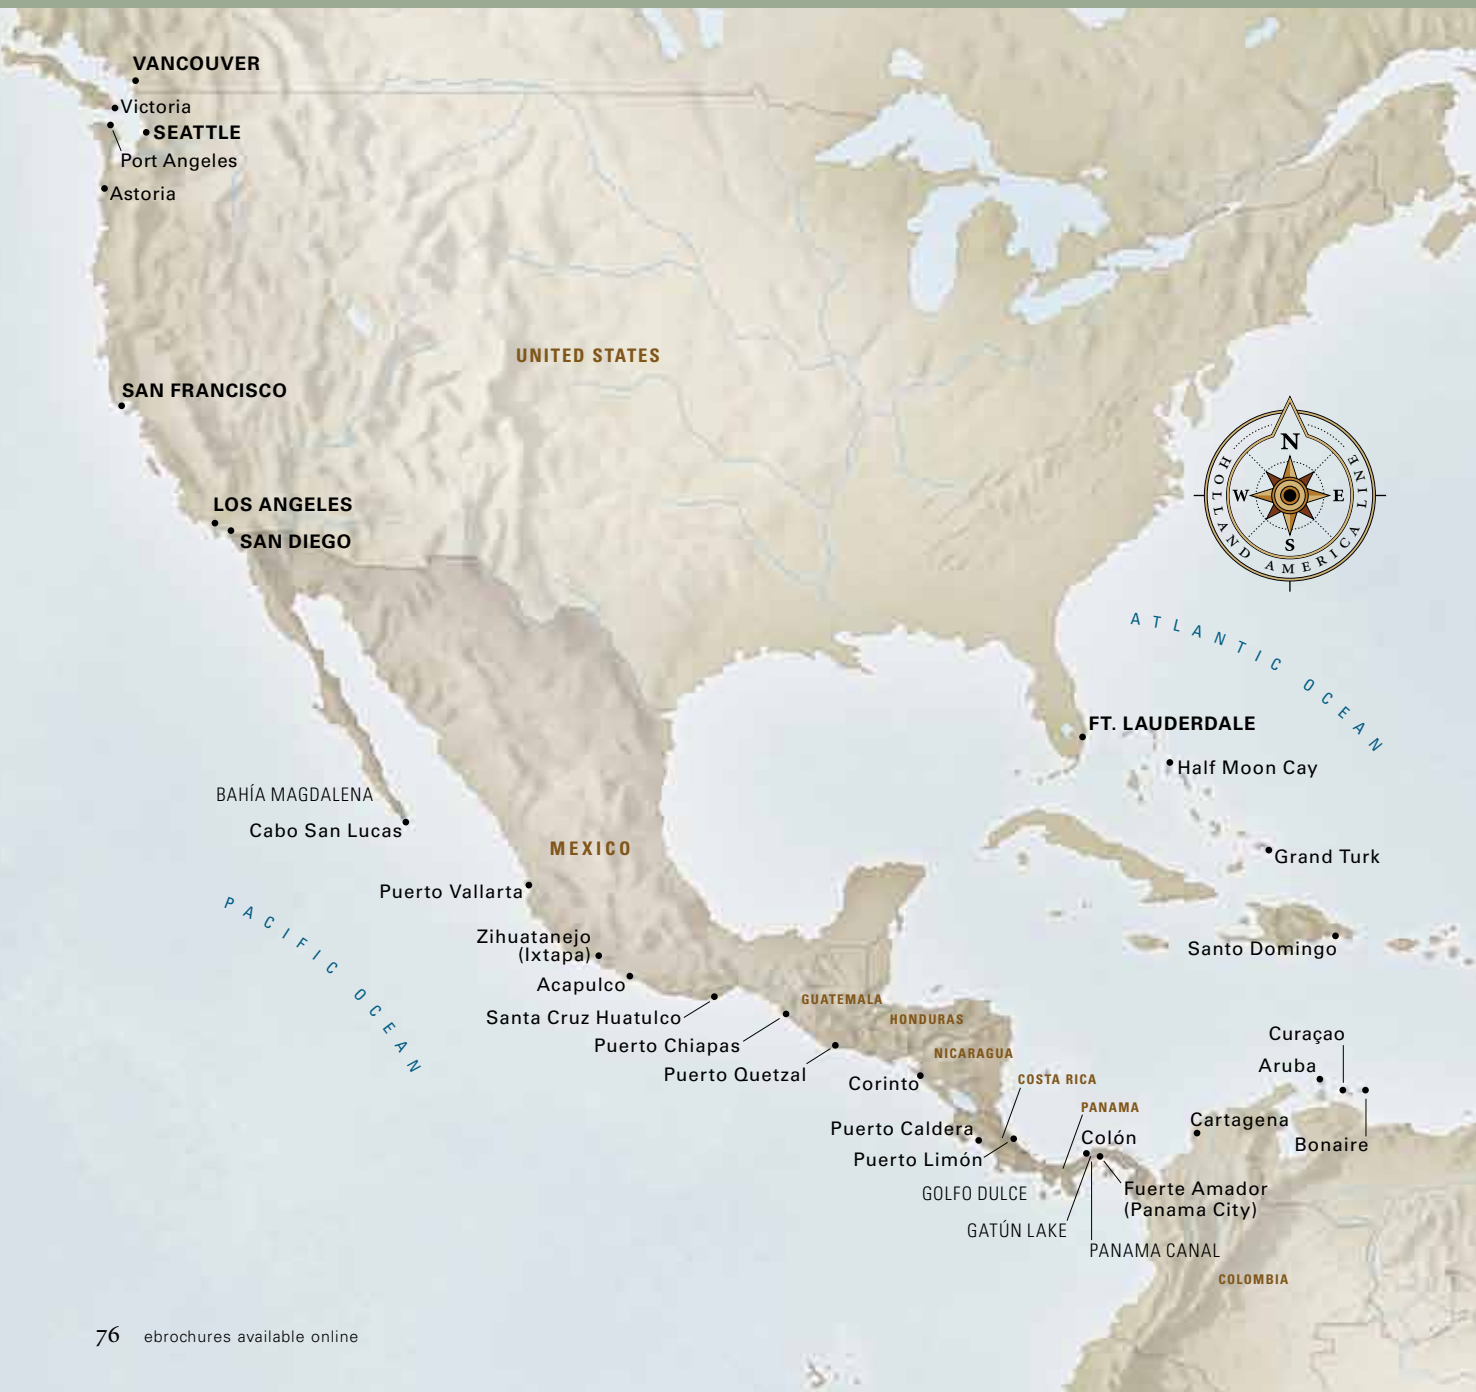 VANCOUVER
Victoria
SEATTLE
Port Angeles
Astoria
UNITED STATES
SAN FRANCISCO
N
W
E
S
HOLLAND AMERICA LINE
LOS ANGELES
SAN DIEGO
ATLANTIC OCEAN
FT. LAUDERDALE
Half Moon Cay
BAHÍA MAGDALENA
Cabo San Lucas
MEXICO
Grand Turk
Puerto Vallarta
PACIFIC OCEAN
Zihuatanejo
(Ixtapa)
Santo Domingo
Acapulco
GUATEMALA
Santa Cruz Huatulco
HONDURAS
Puerto Chiapas
NICARAGUA
Curaçao
Aruba
Puerto Quetzal
Corinto
COSTA RICA
PANAMA
Cartagena
Puerto Caldera
Colón
Bonaire
Puerto Limón
GOLFO DULCE
Fuerte Amador
(Panama City)
GATÚN LAKE
PANAMA CANAL
COLOMBIA
76 ebrochures available online